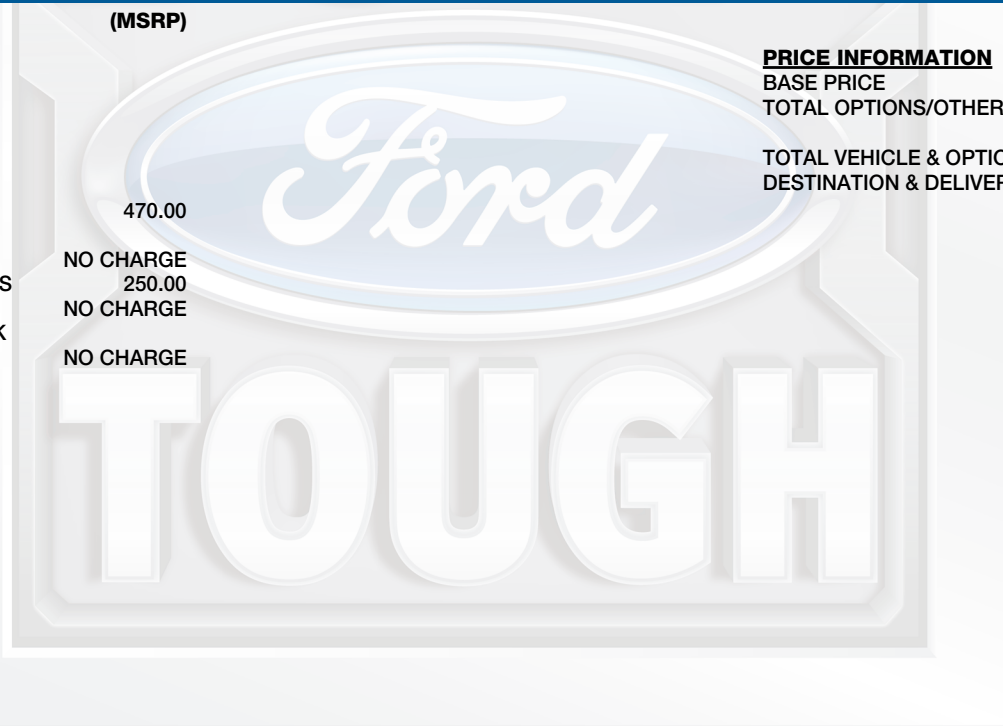 (MSRP)
470.00
NO CHARGE
S 250.00
NO CHARGE
K
NO CHARGE
PRICE INFORMATION
BASE PRICE
TOTAL OPTIONS/OTHER
TOTAL VEHICLE & OPTIO
DESTINATION & DELIVER
Ford
TOUGH